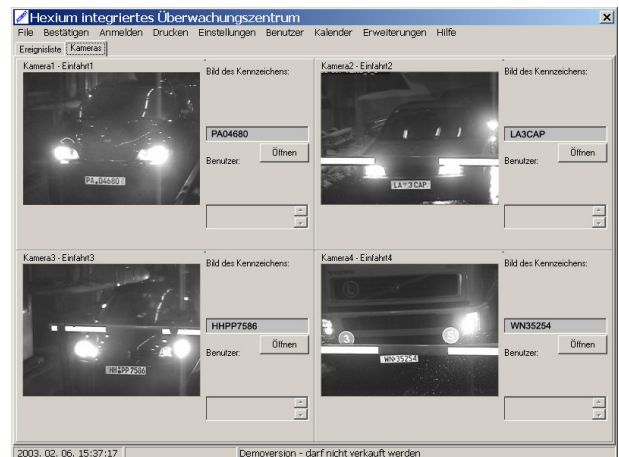 Hexium integriertes Überwachungszentrum
File Bestätigen Anmelden Drucken Einstellungen Benutzer Kalender Erweiterungen Hilfe
Ereignisliste Kameras
Kamera1 - Einfahrt1
Bild des Kennzeichens:
PA04680
Benutzer:
Öffnen
PA 04680
Kamera2 - Einfahrt2
Bild des Kennzeichens:
LA3CAP
Benutzer:
Öffnen
LA 3 CAP
Kamera3 - Einfahrt3
Bild des Kennzeichens:
HHPP7586
Benutzer:
Öffnen
HH PP 7586
Kamera4 - Einfahrt4
Bild des Kennzeichens:
WN35254
Benutzer:
Öffnen
3 S
WN 35254
2003. 02. 06. 15:37:17
Demoversion - darf nicht verkauft werden